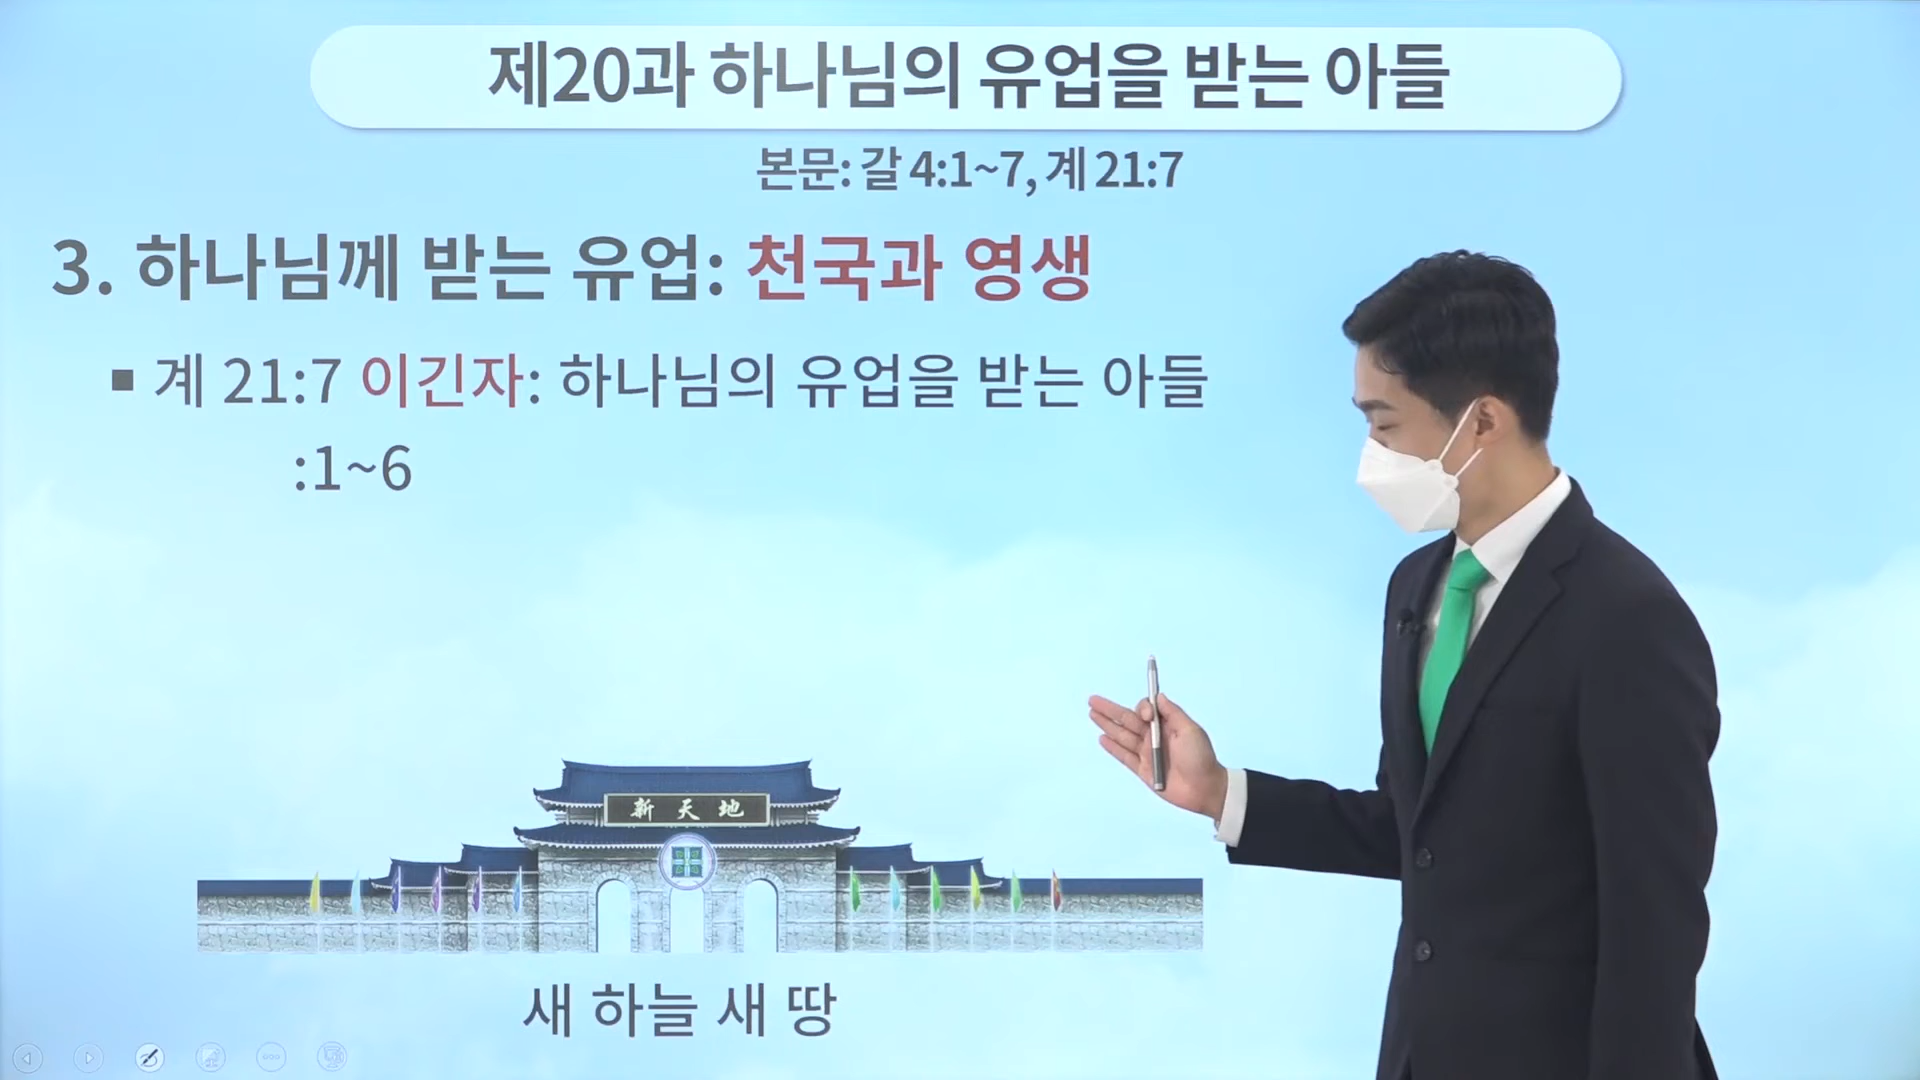 제20과 하나님의 유업을 받는 아들
본문: 갈 4:1~7, 계 21:7
3. 하나님께 받는 유업: 천국과 영생
▪ 계 21:7 이긴자: 하나님의 유업을 받는 아들
:1~6
新天地
새 하늘 새 땅